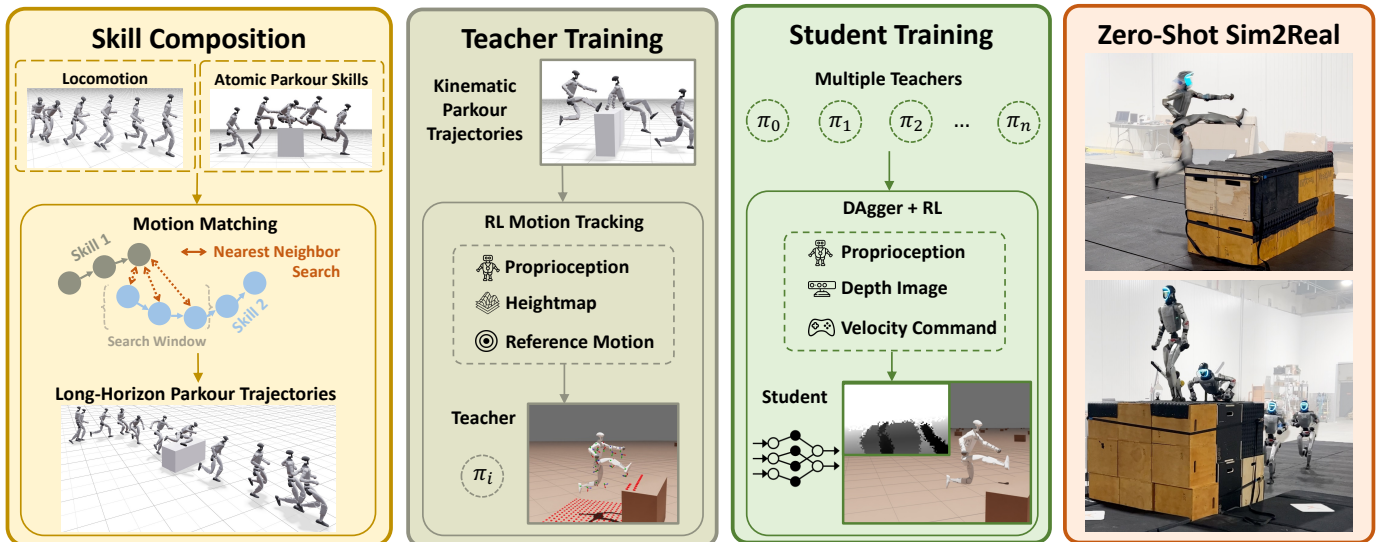 Skill Composition
Locomotion
Atomic Parkour Skills
Motion Matching
Skill 1
Nearest Neighbor
Search
Skill 2
Search Window
Long-Horizon Parkour Trajectories
Teacher Training
Kinematic
Parkour
Trajectories
RL Motion Tracking
Proprioception
Heightmap
Reference Motion
Teacher
πᵢ
Student Training
Multiple Teachers
π₀ π₁ π₂ ... πₙ
DAgger + RL
Proprioception
Depth Image
Velocity Command
Student
Zero-Shot Sim2Real